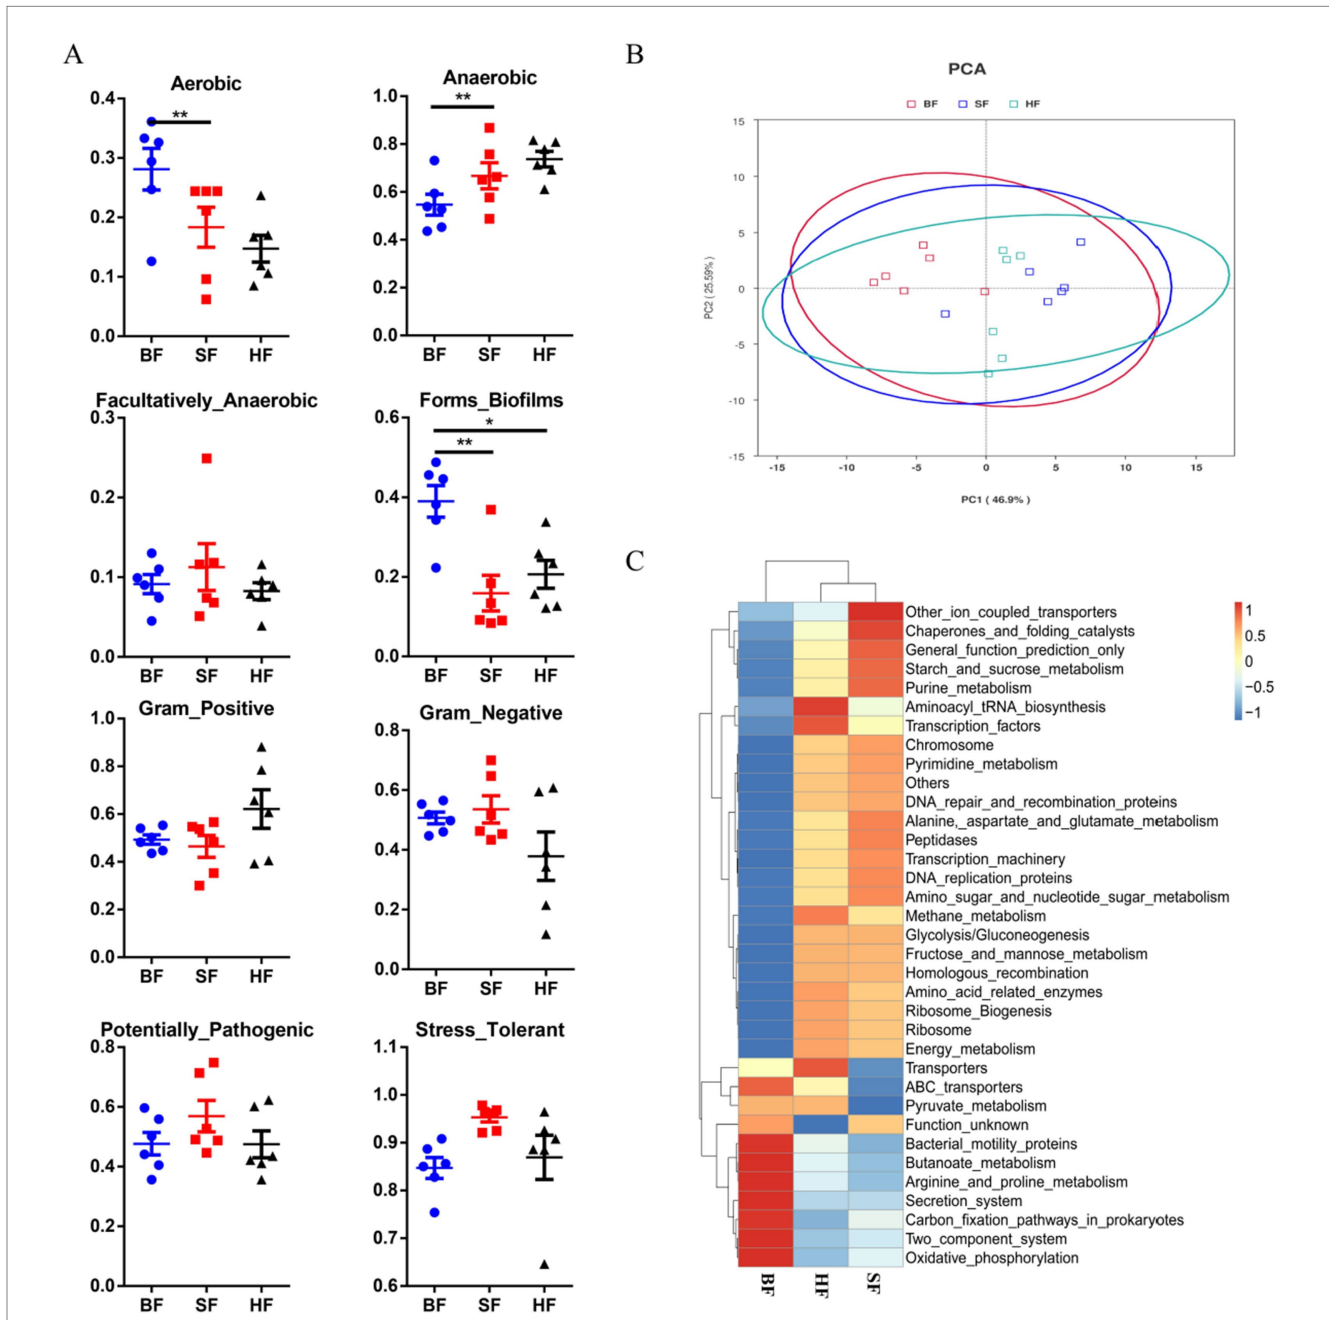 A
Aerobic
**
0.4
0.3
0.2
0.1
0.0
BF SF HF
Anaerobic
**
1.0
0.8
0.6
0.4
0.2
0.0
BF SF HF
Facultatively_Anaerobic
0.3
0.2
0.1
0.0
BF SF HF
Forms_Biofilms
*
**
0.6
0.4
0.2
0.0
BF SF HF
Gram_Positive
1.0
0.8
0.6
0.4
0.2
0.0
BF SF HF
Gram_Negative
0.8
0.6
0.4
0.2
0.0
BF SF HF
Potentially_Pathogenic
0.8
0.6
0.4
0.2
0.0
BF SF HF
Stress_Tolerant
1.1
1.0
0.9
0.8
0.7
0.6
BF SF HF
B
PCA
BF SF HF
15
10
5
0
-5
-10
-15
PC2 ( 25.59% )
-15 -10 -5 0 5 10 15
PC1 ( 46.9% )
C
Other_ion_coupled_transporters
Chaperones_and_folding_catalysts
General_function_prediction_only
Starch_and_sucrose_metabolism
Purine_metabolism
Aminoacyl_tRNA_biosynthesis
Transcription_factors
Chromosome
Pyrimidine_metabolism
Others
DNA_repair_and_recombination_proteins
Alanine,_aspartate_and_glutamate_metabolism
Peptidases
Transcription_machinery
DNA_replication_proteins
Amino_sugar_and_nucleotide_sugar_metabolism
Methane_metabolism
Glycolysis/Gluconeogenesis
Fructose_and_mannose_metabolism
Homologous_recombination
Amino_acid_related_enzymes
Ribosome_Biogenesis
Ribosome
Energy_metabolism
Transporters
ABC_transporters
Pyruvate_metabolism
Function_unknown
Bacterial_motility_proteins
Butanoate_metabolism
Arginine_and_proline_metabolism
Secretion_system
Carbon_fixation_pathways_in_prokaryotes
Two_component_system
Oxidative_phosphorylation
BF HF SF
1
0.5
0
−0.5
−1